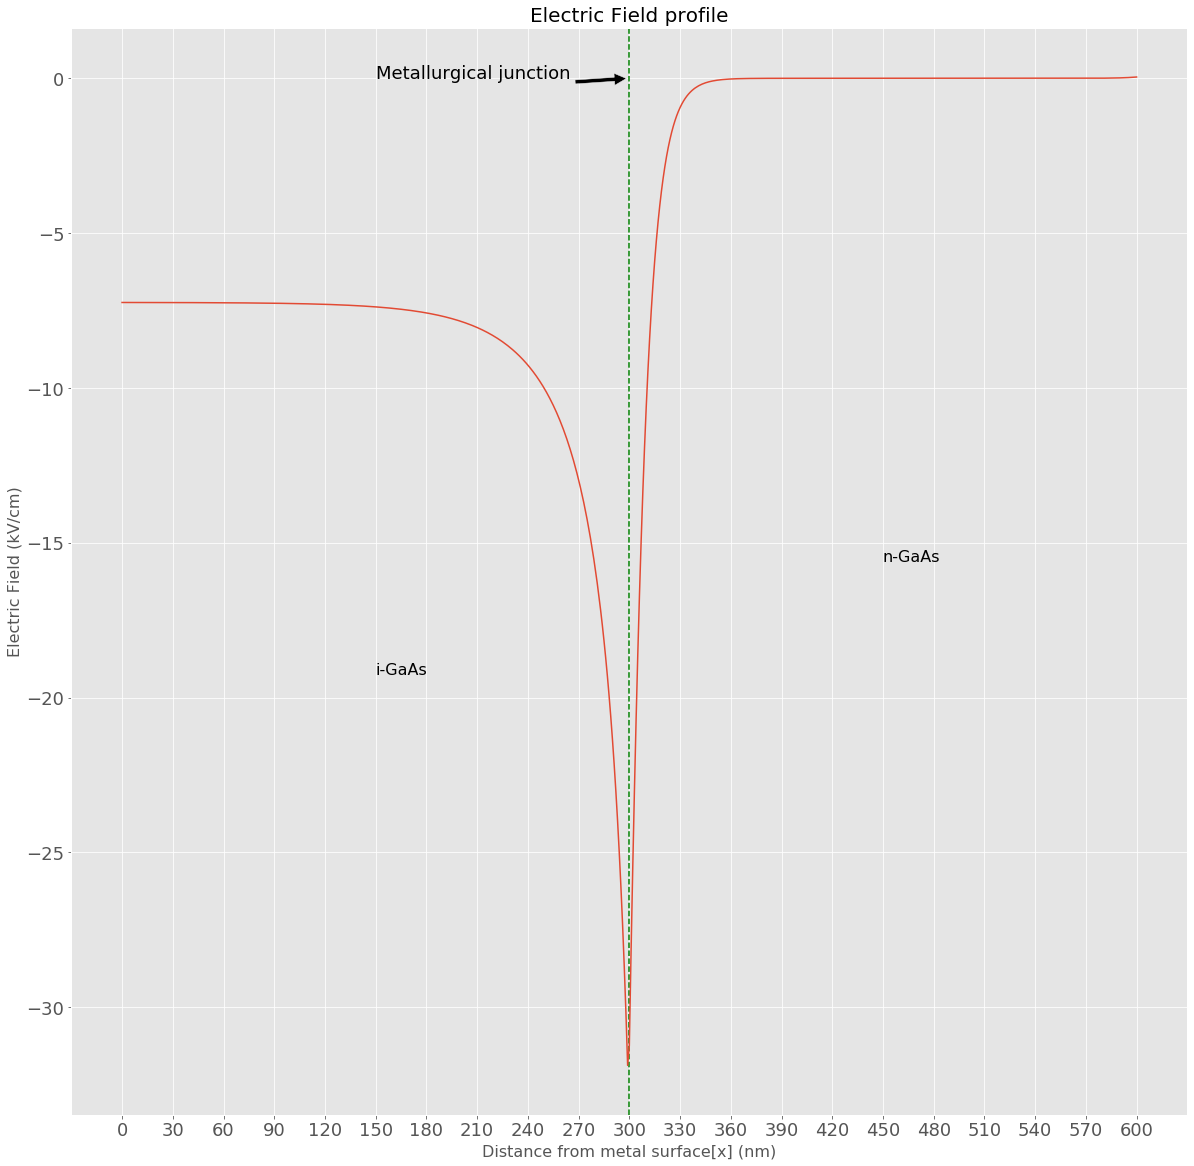 Electric Field profile
Metallurgical junction
0
−5
−10
−15
−20
−25
−30
Electric Field (kV/cm)
n-GaAs
i-GaAs
0 30 60 90 120 150 180 210 240 270 300 330 360 390 420 450 480 510 540 570 600
Distance from metal surface[x] (nm)